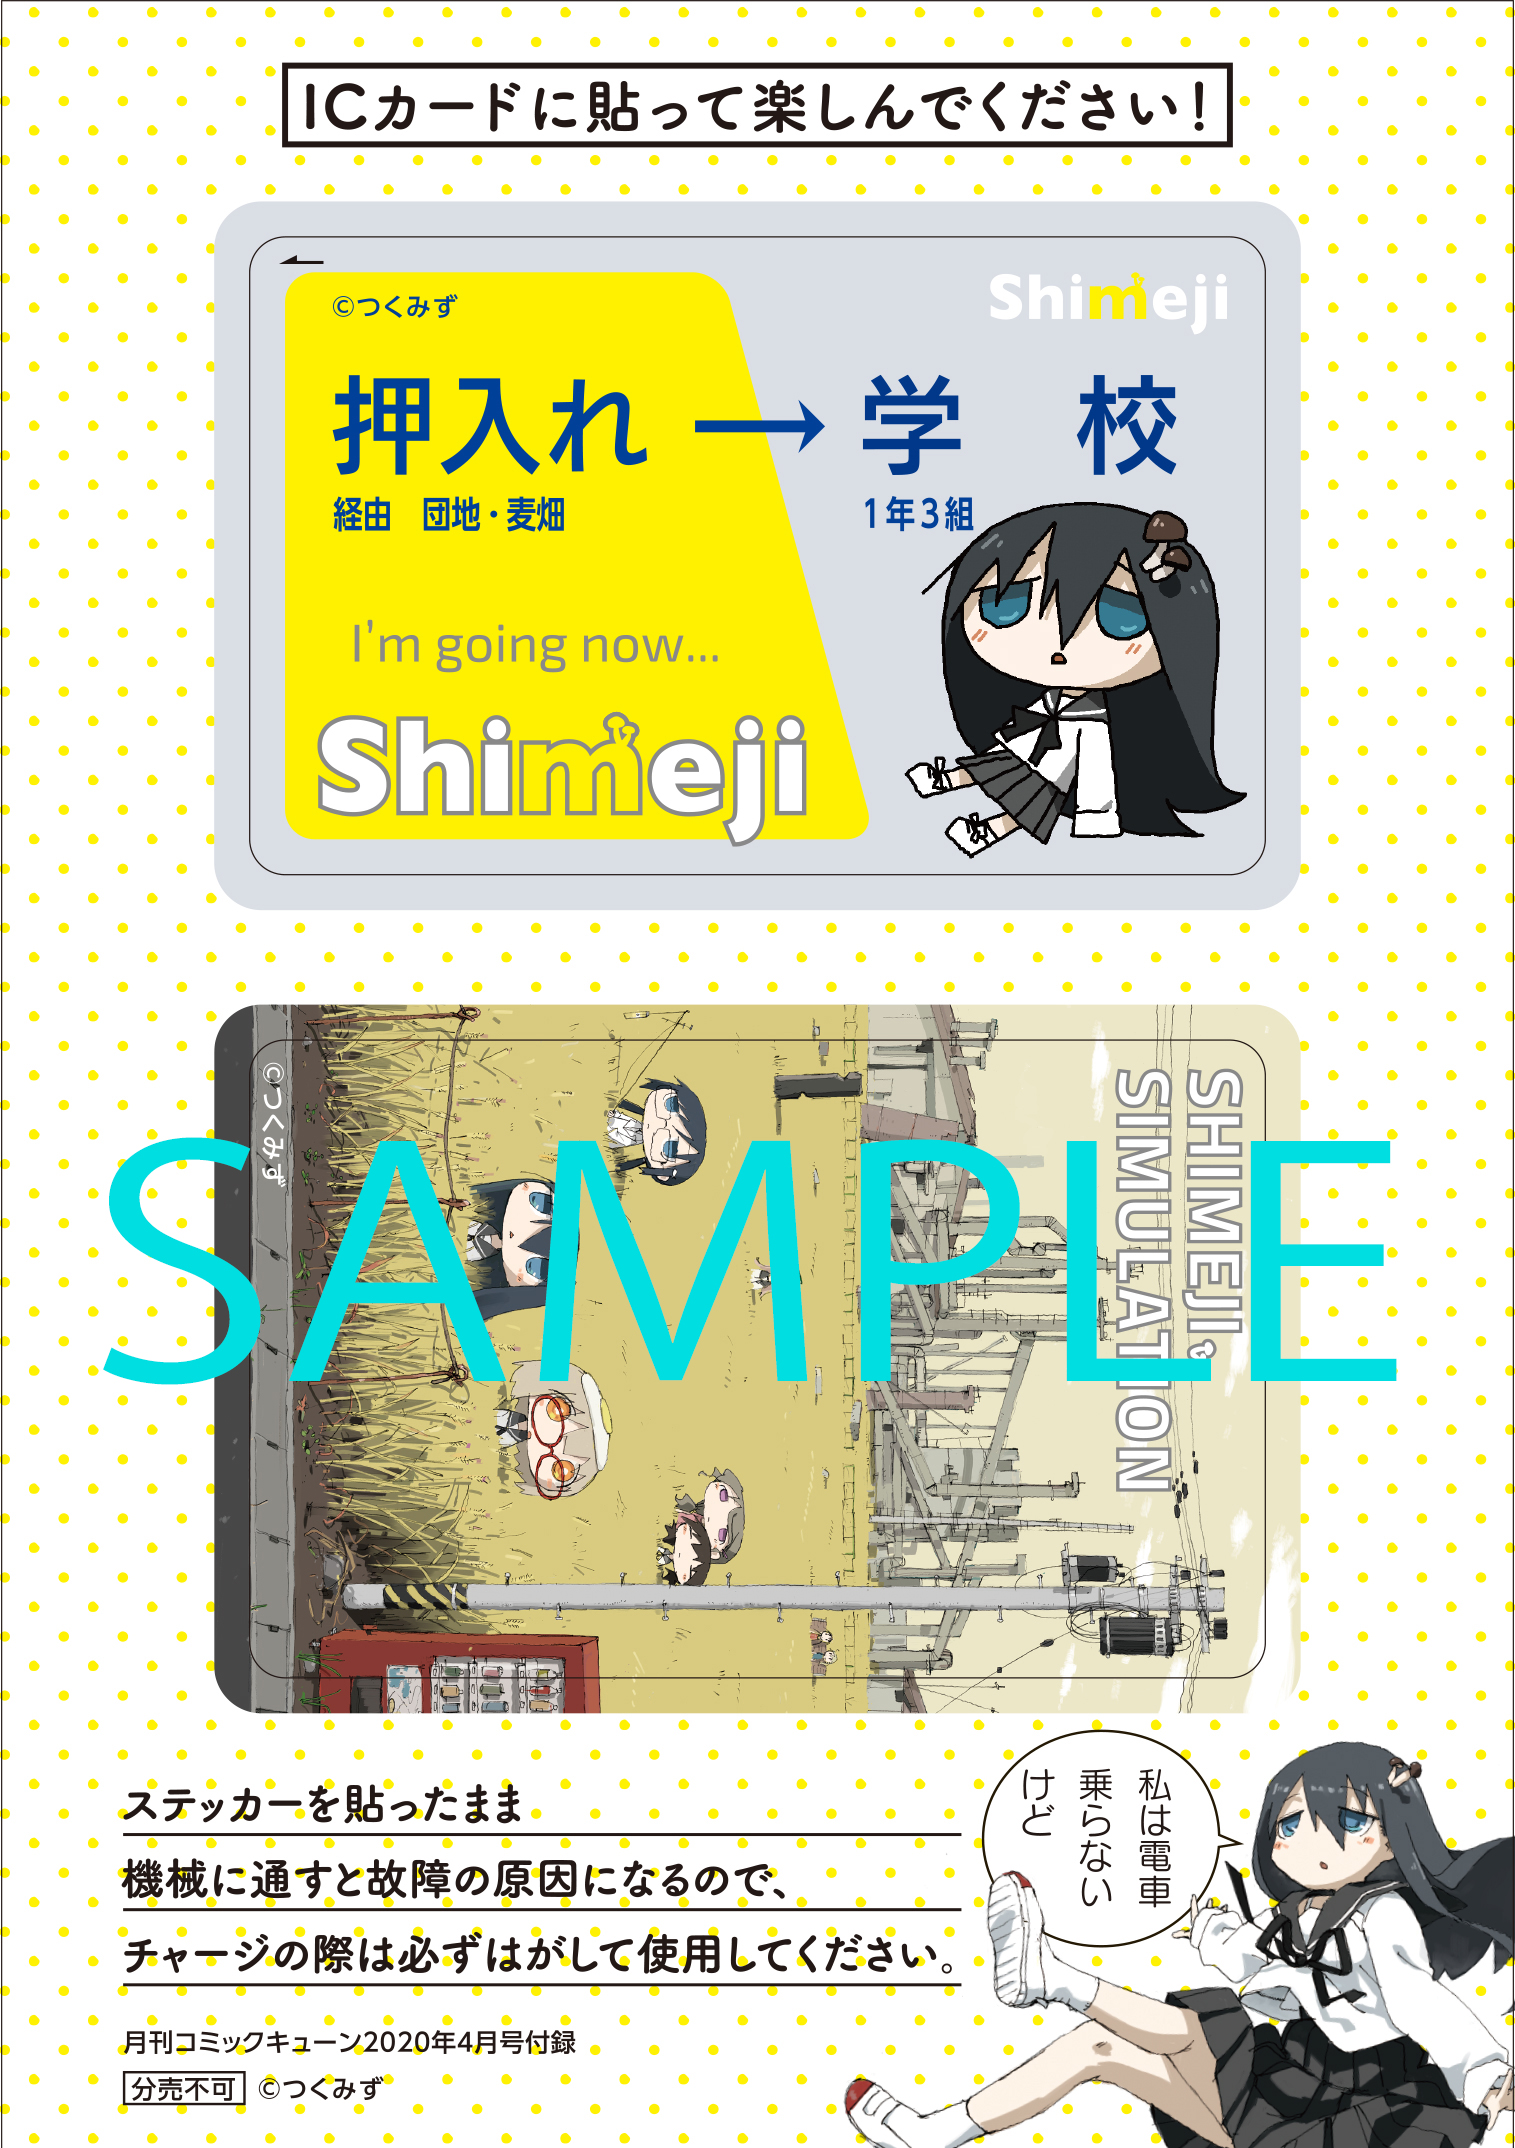 ICカードに貼って楽しんでください！
©つくみず
Shimeji
押入れ→学　校
経由　団地・麦畑
1年3組
I'm going now...
Shimeji
SHIMEJI
SIMULATION
©つくみず
SAMPLE
ステッカーを貼ったまま
機械に通すと故障の原因になるので、
チャージの際は必ずはがして使用してください。
私は電車
乗らない
けど
月刊コミックキューン2020年4月号付録
分売不可 ©つくみず